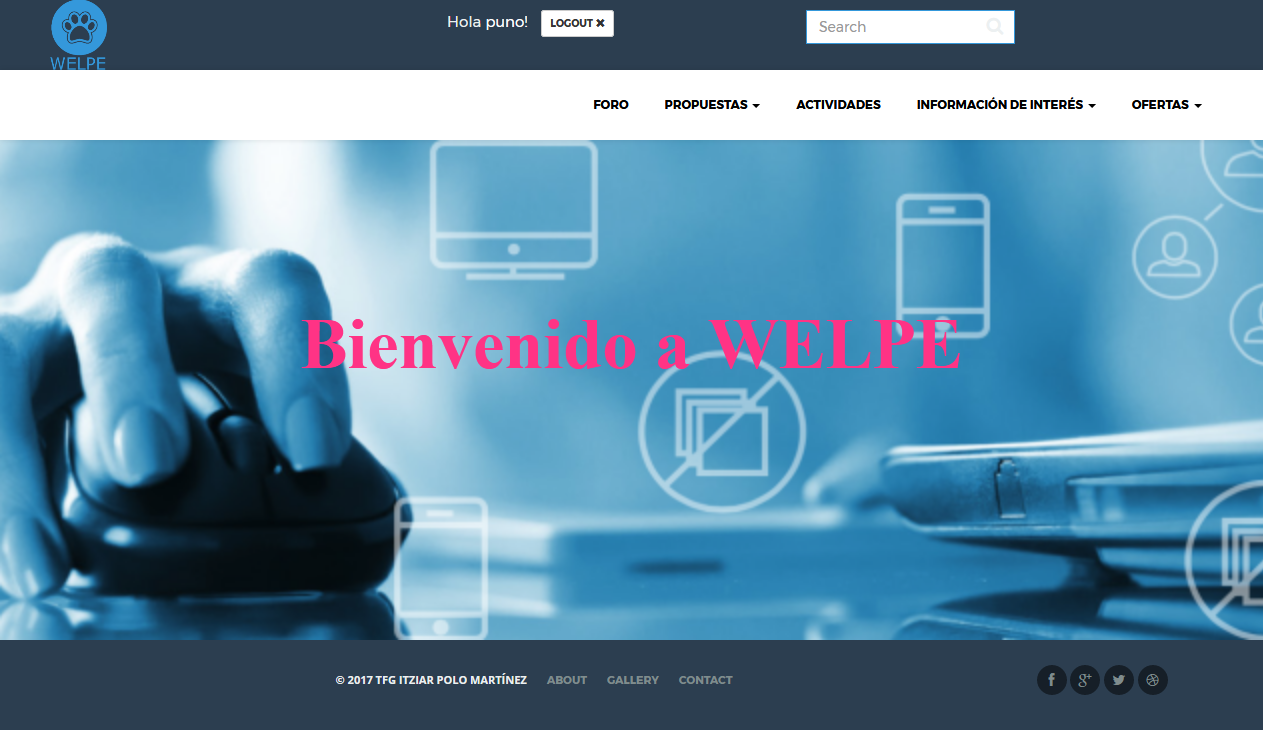 WELPE
Hola puno!
LOGOUT ✖
Search
FORO
PROPUESTAS
ACTIVIDADES
INFORMACIÓN DE INTERÉS
OFERTAS
Bienvenido a WELPE
© 2017 TFG ITZIAR POLO MARTÍNEZ
ABOUT
GALLERY
CONTACT
f
g+